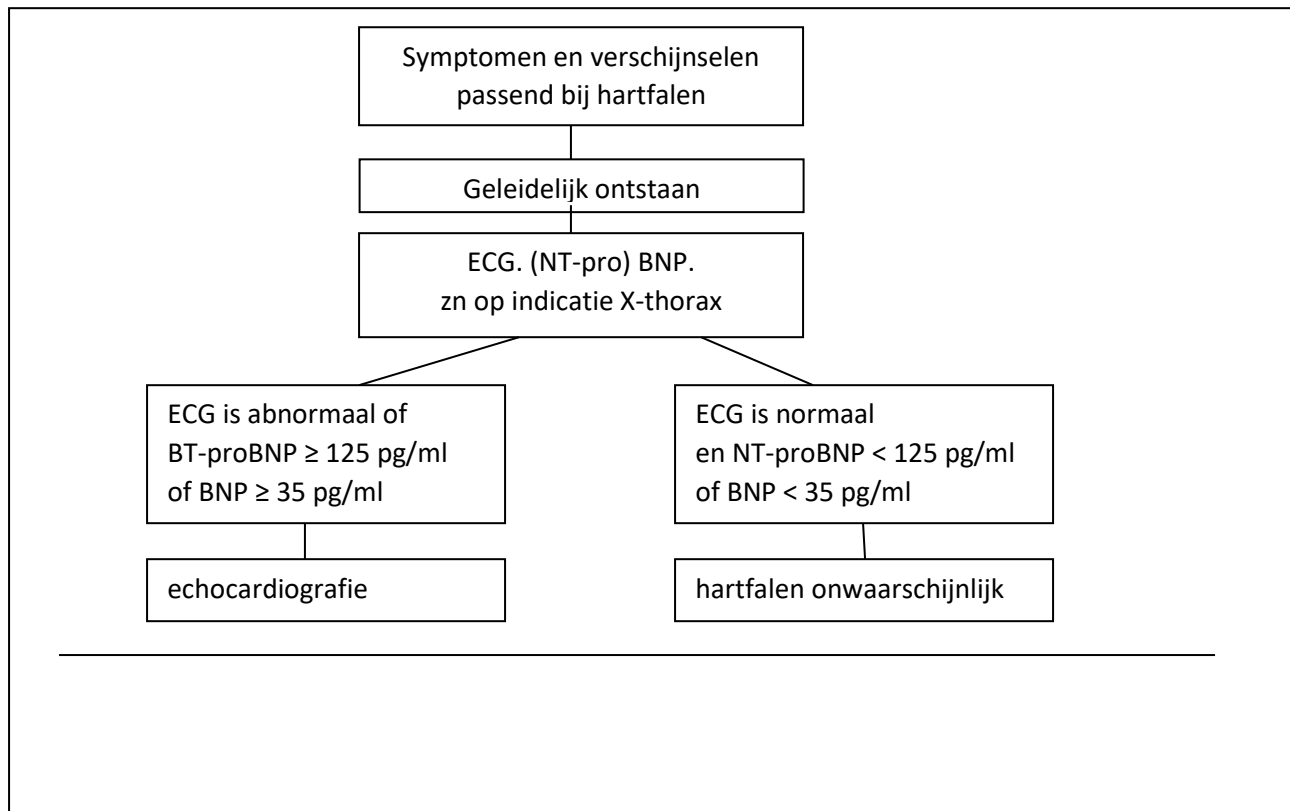 Symptomen en verschijnselen
passend bij hartfalen
Geleidelijk ontstaan
ECG. (NT-pro) BNP.
zn op indicatie X-thorax
ECG is abnormaal of
BT-proBNP ≥ 125 pg/ml
of BNP ≥ 35 pg/ml
ECG is normaal
en NT-proBNP < 125 pg/ml
of BNP < 35 pg/ml
echocardiografie
hartfalen onwaarschijnlijk